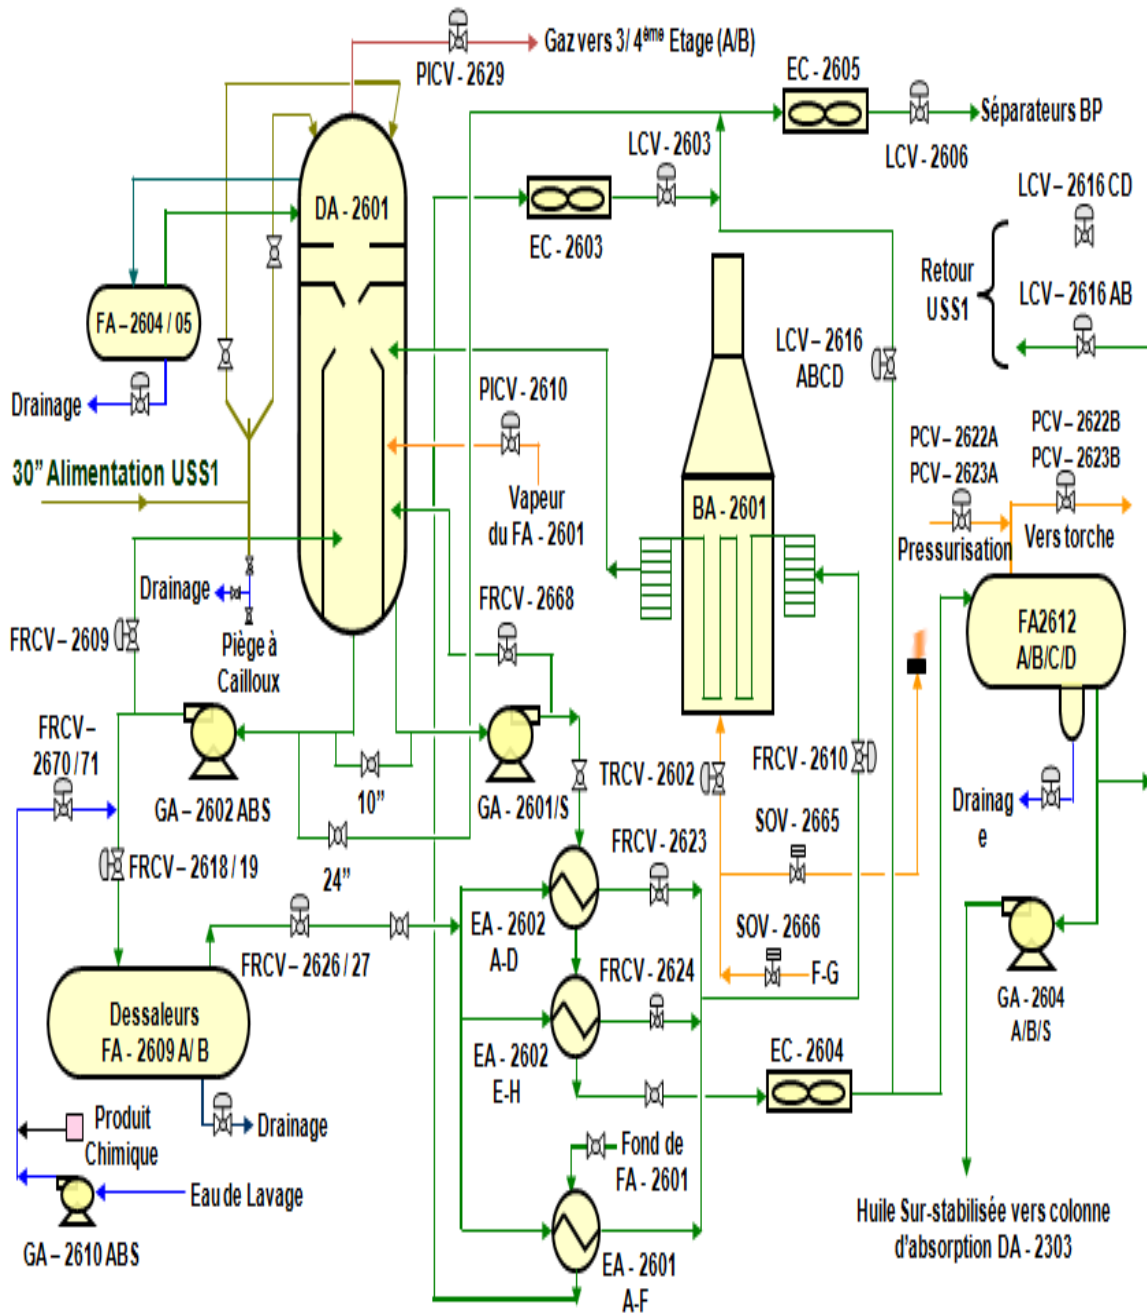 Gaz vers 3/ 4ème Etage (A/B)
PICV - 2629
EC - 2605
Séparateurs BP
LCV - 2606
LCV - 2603
EC - 2603
DA - 2601
LCV – 2616 CD
Retour
USS1
LCV – 2616 AB
FA – 2604 / 05
Drainage
LCV – 2616
ABCD
PICV - 2610
Vapeur
du FA - 2601
30” Alimentation USS1
BA - 2601
PCV - 2622A
PCV - 2623A
PCV - 2622B
PCV - 2623B
Pressurisation
Vers torche
Drainage
Piège à
Cailloux
FRCV – 2609
FRCV - 2668
FA2612
A/B/C/D
FRCV –
2670 / 71
GA – 2602 ABS
10”
GA - 2601/S
TRCV - 2602
FRCV - 2610
SOV - 2665
Drainag
e
FRCV – 2618 / 19
24”
FRCV - 2623
EA - 2602
A-D
SOV - 2666
F-G
FRCV – 2626 / 27
FRCV - 2624
GA - 2604
A/B/S
Dessaleurs
FA - 2609 A/ B
EA - 2602
E-H
EC - 2604
Drainage
Produit
Chimique
Fond de
FA - 2601
Eau de Lavage
GA – 2610 ABS
EA - 2601
A-F
Huile Sur-stabilisée vers colonne
d’absorption DA - 2303